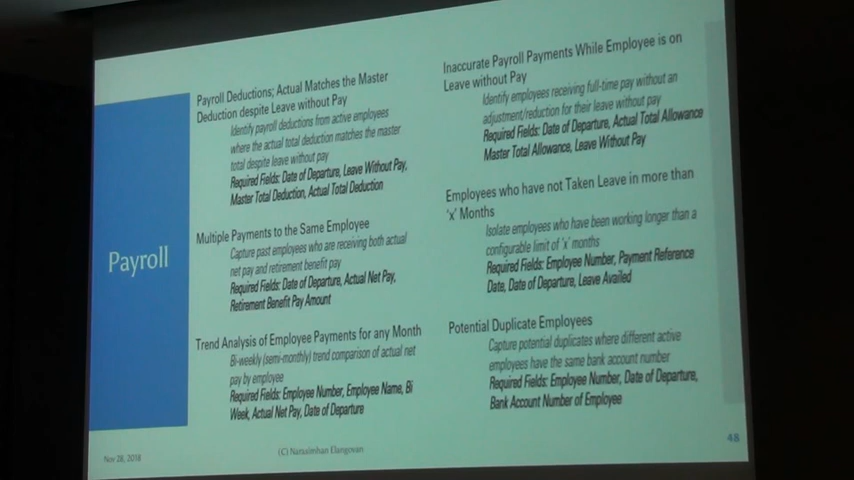 Payroll
Payroll Deductions; Actual Matches the Master
Deduction despite Leave without Pay
Identify payroll deductions from active employees
where the actual total deduction matches the master
total despite leave without pay
Required Fields: Date of Departure, Leave Without Pay,
Master Total Deduction, Actual Total Deduction
Multiple Payments to the Same Employee
Capture past employees who are receiving both actual
net pay and retirement benefit pay
Required Fields: Date of Departure, Actual Net Pay,
Retirement Benefit Pay Amount
Trend Analysis of Employee Payments for any Month
Bi-weekly (semi-monthly) trend comparison of actual net
pay by employee
Required Fields: Employee Number, Employee Name, Bi
Week, Actual Net Pay, Date of Departure
Inaccurate Payroll Payments While Employee is on
Leave without Pay
Identify employees receiving full-time pay without an
adjustment/reduction for their leave without pay
Required Fields: Date of Departure, Actual Total Allowance
Master Total Allowance, Leave Without Pay
Employees who have not Taken Leave in more than
'x' Months
Isolate employees who have been working longer than a
configurable limit of 'x' months
Required Fields: Employee Number, Payment Reference
Date, Date of Departure, Leave Availed
Potential Duplicate Employees
Capture potential duplicates where different active
employees have the same bank account number
Required Fields: Employee Number, Date of Departure,
Bank Account Number of Employee
Nov 28, 2018
(C) Narasimhan Elangovan
48